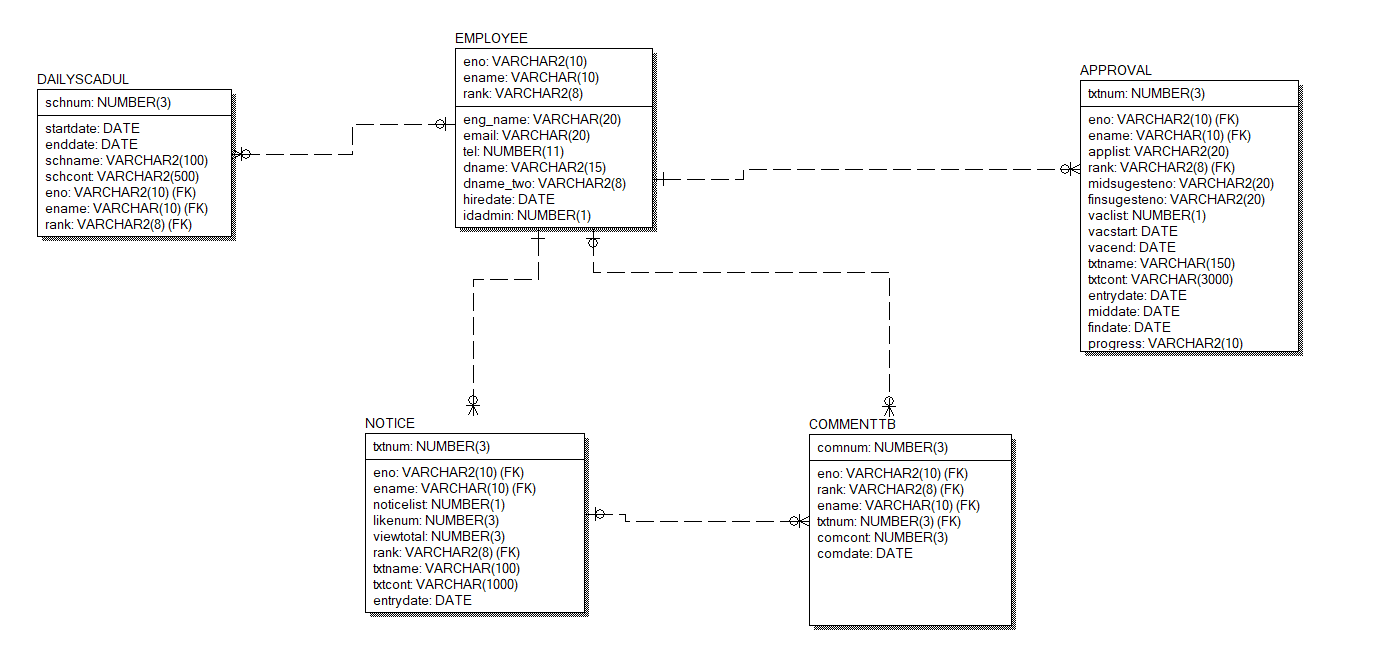 EMPLOYEE
eno: VARCHAR2(10)
ename: VARCHAR(10)
rank: VARCHAR2(8)
eng_name: VARCHAR(20)
email: VARCHAR(20)
tel: NUMBER(11)
dname: VARCHAR2(15)
dname_two: VARCHAR2(8)
hiredate: DATE
idadmin: NUMBER(1)
DAILYSCADUL
schnum: NUMBER(3)
startdate: DATE
enddate: DATE
schname: VARCHAR2(100)
schcont: VARCHAR2(500)
eno: VARCHAR2(10) (FK)
ename: VARCHAR(10) (FK)
rank: VARCHAR2(8) (FK)
APPROVAL
txtnum: NUMBER(3)
eno: VARCHAR2(10) (FK)
ename: VARCHAR(10) (FK)
applist: VARCHAR2(20)
rank: VARCHAR2(8) (FK)
midsugesteno: VARCHAR2(20)
finsugesteno: VARCHAR2(20)
vaclist: NUMBER(1)
vacstart: DATE
vacend: DATE
txtname: VARCHAR(150)
txtcont: VARCHAR(3000)
entrydate: DATE
middate: DATE
findate: DATE
progress: VARCHAR2(10)
NOTICE
txtnum: NUMBER(3)
eno: VARCHAR2(10) (FK)
ename: VARCHAR(10) (FK)
noticelist: NUMBER(1)
likenum: NUMBER(3)
viewtotal: NUMBER(3)
rank: VARCHAR2(8) (FK)
txtname: VARCHAR(100)
txtcont: VARCHAR(1000)
entrydate: DATE
COMMENTTB
comnum: NUMBER(3)
eno: VARCHAR2(10) (FK)
rank: VARCHAR2(8) (FK)
ename: VARCHAR(10) (FK)
txtnum: NUMBER(3) (FK)
comcont: NUMBER(3)
comdate: DATE